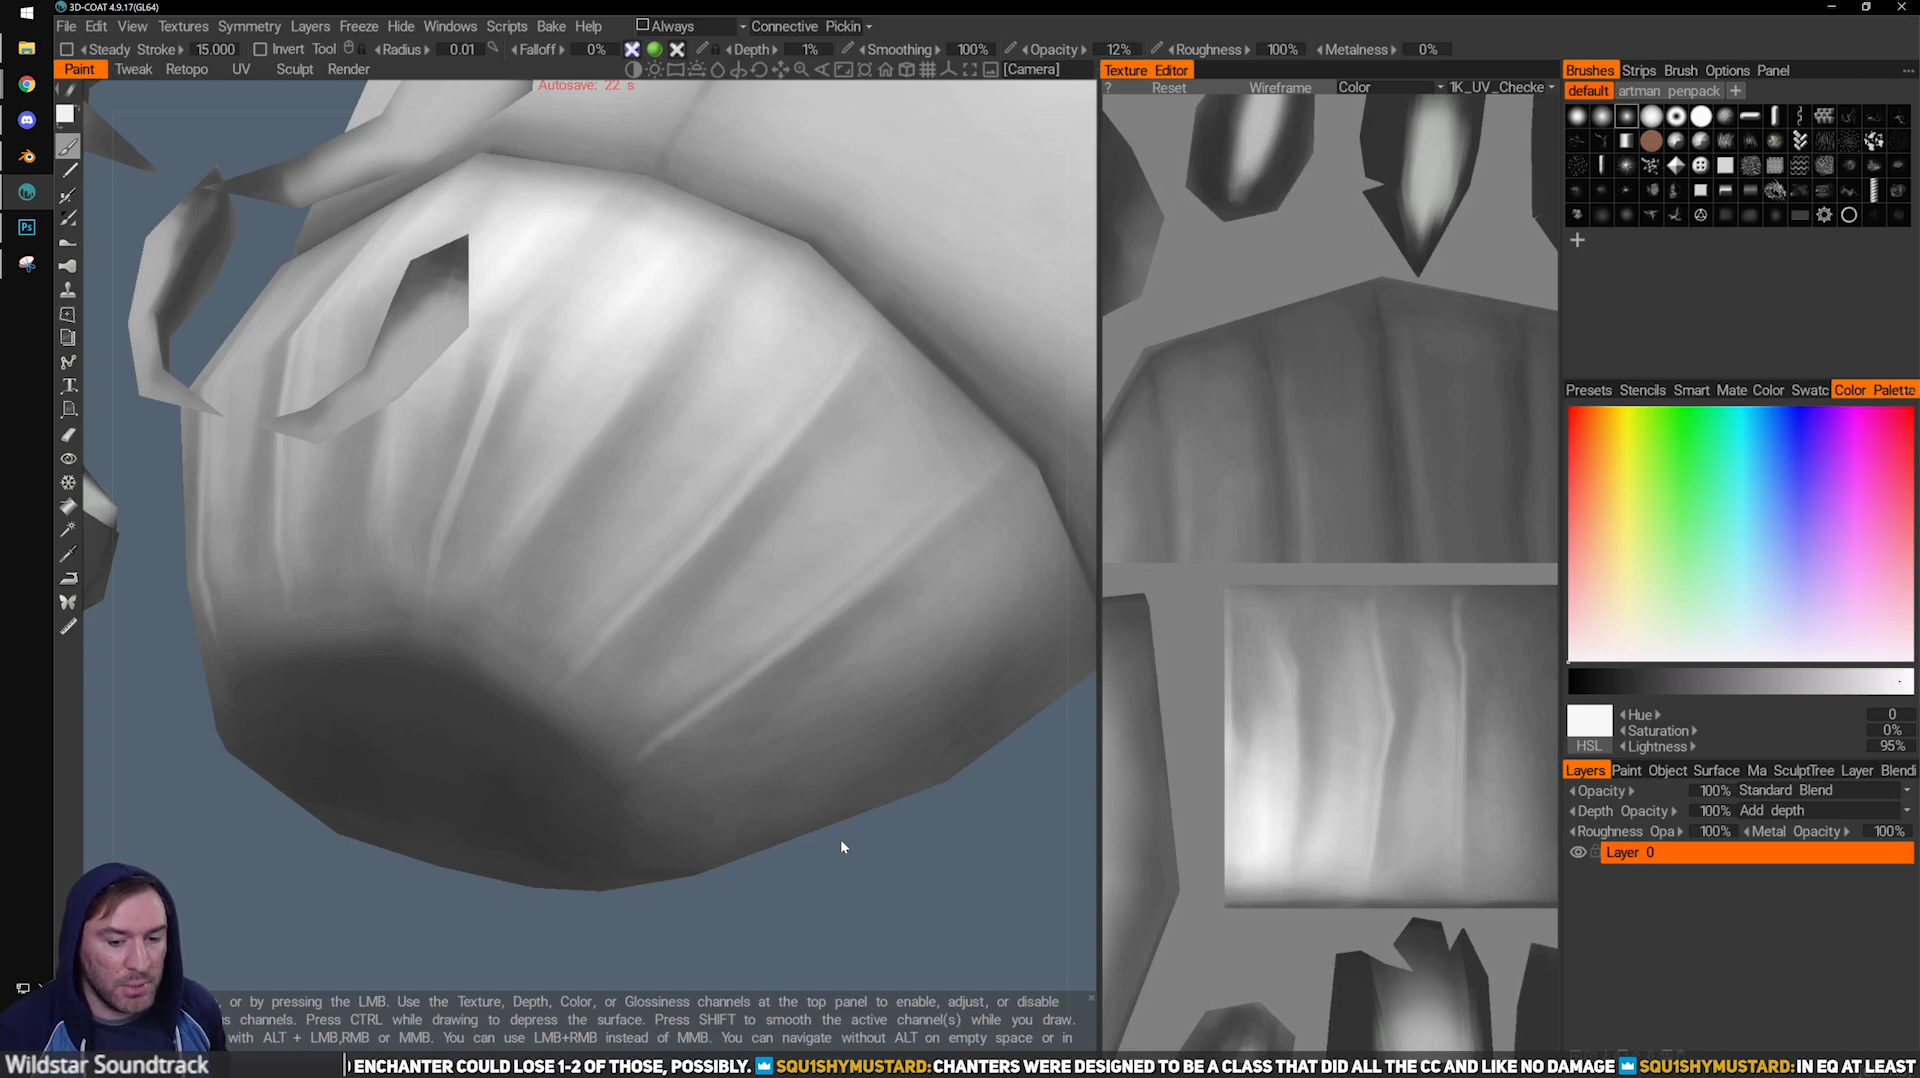 3D-COAT 4.9.17(GL64)
File Edit View Textures Symmetry Layers Freeze Hide Windows Scripts Bake Help Always Connective Pickin
Steady Stroke 15.000 Invert Tool Radius 0.01 Falloff 0% Depth 1% Smoothing 100% Opacity 12% Roughness 100% Metalness 0%
Paint Tweak Retopo UV Sculpt Render [Camera]
Autosave: 22 s
Texture Editor
? Reset Wireframe Color 1K_UV_Checke
Brushes Strips Brush Options Panel
default artman penpack
Presets Stencils Smart Mate Color Swatc Color Palette
Hue 0
Saturation 0%
HSL Lightness 95%
Layers Paint Object Surface Ma SculptTree Layer Blendi
Opacity 100% Standard Blend
Depth Opacity 100% Add depth
Roughness Opa 100% Metal Opacity 100%
Layer 0
Ps
, or by pressing the LMB. Use the Texture, Depth, Color, or Glossiness channels at the top panel to enable, adjust, or disable
s channels. Press CTRL while drawing to depress the surface. Press SHIFT to smooth the active channel(s) while you draw.
with ALT + LMB,RMB or MMB. You can use LMB+RMB instead of MMB. You can navigate without ALT on empty space or in
Wildstar Soundtrack
) ENCHANTER COULD LOSE 1-2 OF THOSE, POSSIBLY. SQU1SHYMUSTARD: CHANTERS WERE DESIGNED TO BE A CLASS THAT DID ALL THE CC AND LIKE NO DAMAGE SQU1SHYMUSTARD: IN EQ AT LEAST